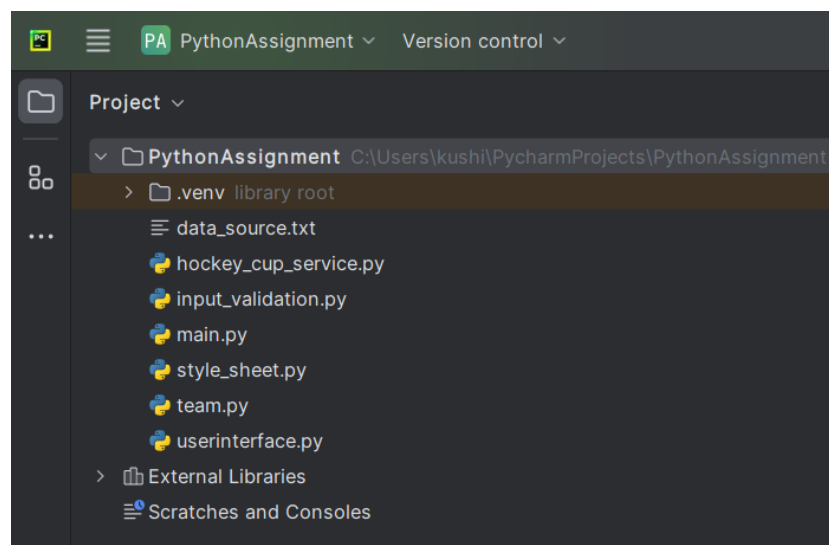 PC
PA PythonAssignment Version control
Project
PythonAssignment C:\Users\kushi\PycharmProjects\PythonAssignment
.venv library root
data_source.txt
hockey_cup_service.py
input_validation.py
main.py
style_sheet.py
team.py
userinterface.py
External Libraries
Scratches and Consoles